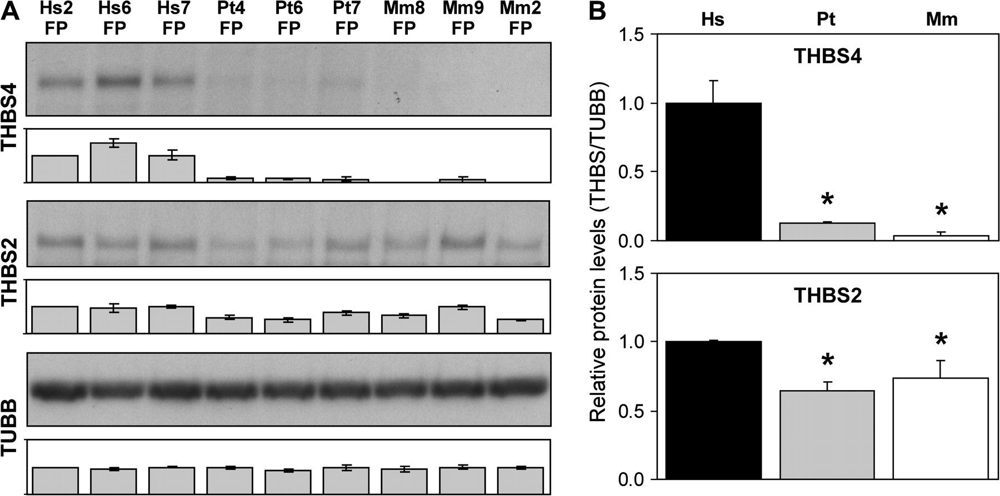 A
Hs2 Hs6 Hs7 Pt4 Pt6 Pt7 Mm8 Mm9 Mm2
FP FP FP FP FP FP FP FP FP
THBS4
THBS2
TUBB
B
Hs Pt Mm
Relative protein levels (THBS/TUBB)
1.5
THBS4
1.0
0.5
*
*
0.0
1.5
THBS2
1.0
*
*
0.5
0.0